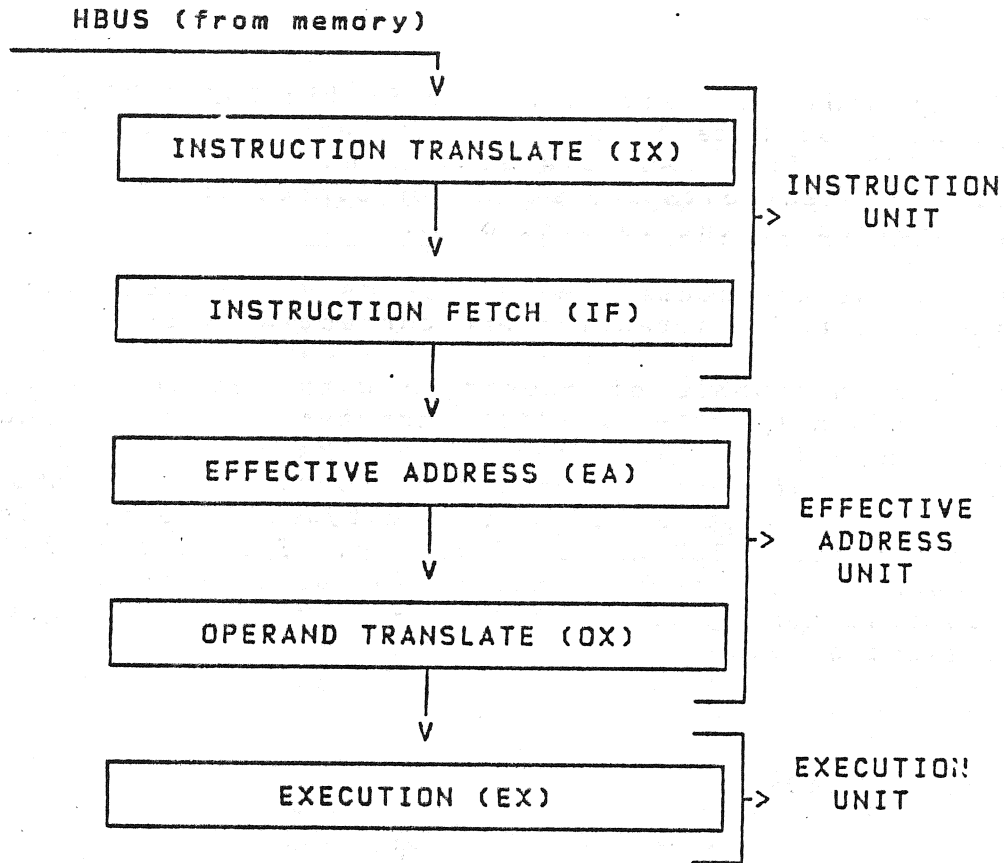 HBUS (from memory)
INSTRUCTION TRANSLATE (IX)
INSTRUCTION
UNIT
INSTRUCTION FETCH (IF)
EFFECTIVE ADDRESS (EA)
EFFECTIVE
ADDRESS
UNIT
OPERAND TRANSLATE (OX)
EXECUTION (EX)
EXECUTION
UNIT